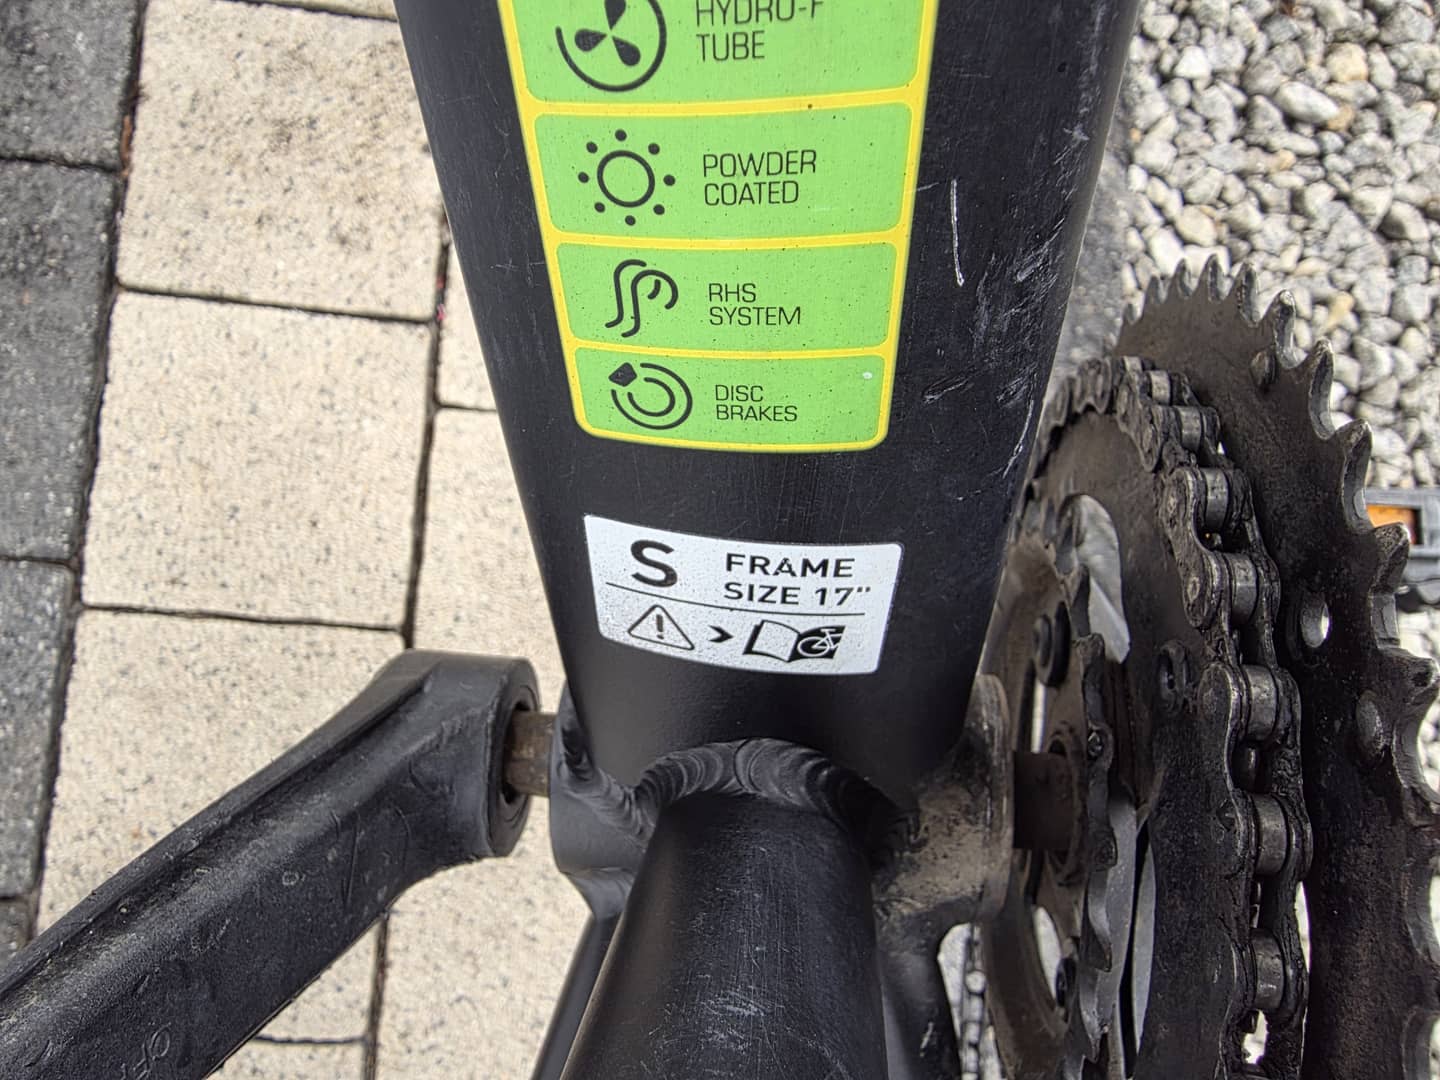 HYDRO-F
TUBE
POWDER
COATED
RHS
SYSTEM
DISC
BRAKES
S FRAME
SIZE 17"